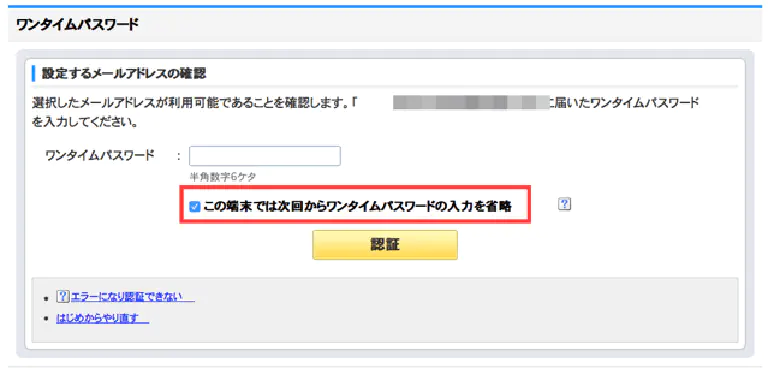 ワンタイムパスワード
設定するメールアドレスの確認
選択したメールアドレスが利用可能であることを確認します。「 に届いたワンタイムパスワード
を入力してください。
ワンタイムパスワード :
半角数字6ケタ
この端末では次回からワンタイムパスワードの入力を省略 ?
認証
? エラーになり認証できない
はじめからやり直す